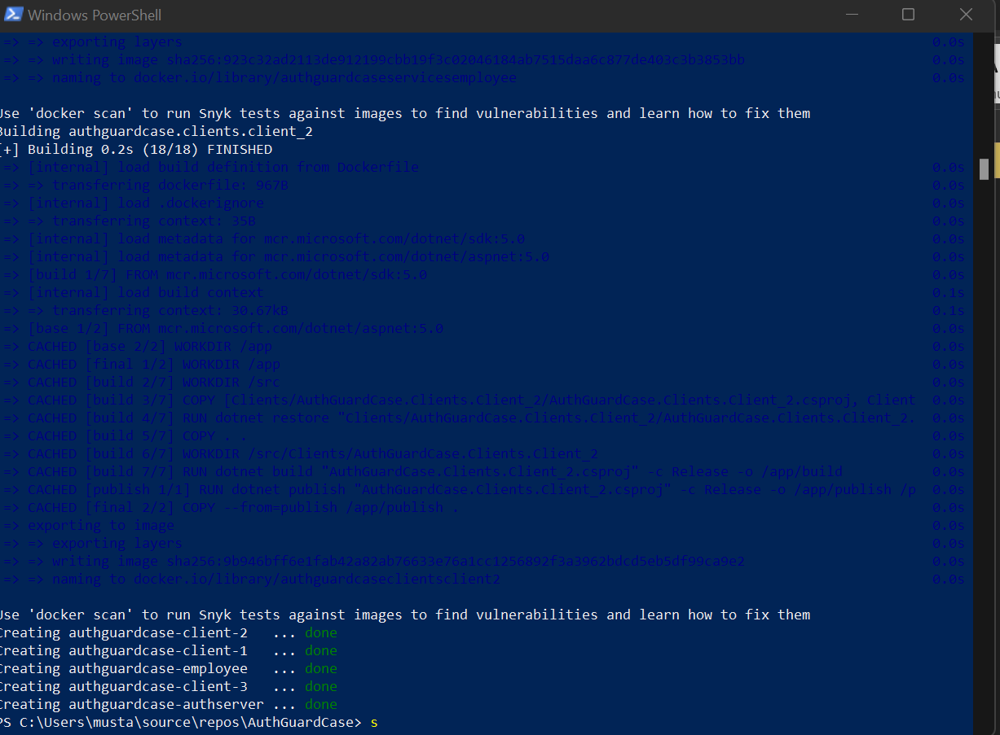 Windows PowerShell
=> => exporting layers 0.0s
=> => writing image sha256:923c32ad2113de912199cbb19f3c02046184ab7515daa6c877de403c3b3853bb 0.0s
=> => naming to docker.io/library/authguardcaseservicesemployee 0.0s
Use 'docker scan' to run Snyk tests against images to find vulnerabilities and learn how to fix them
Building authguardcase.clients.client_2
[+] Building 0.2s (18/18) FINISHED
=> [internal] load build definition from Dockerfile 0.0s
=> => transferring dockerfile: 967B 0.0s
=> [internal] load .dockerignore 0.0s
=> => transferring context: 35B 0.0s
=> [internal] load metadata for mcr.microsoft.com/dotnet/sdk:5.0 0.0s
=> [internal] load metadata for mcr.microsoft.com/dotnet/aspnet:5.0 0.0s
=> [build 1/7] FROM mcr.microsoft.com/dotnet/sdk:5.0 0.0s
=> [internal] load build context 0.1s
=> => transferring context: 30.67kB 0.1s
=> [base 1/2] FROM mcr.microsoft.com/dotnet/aspnet:5.0 0.0s
=> CACHED [base 2/2] WORKDIR /app 0.0s
=> CACHED [final 1/2] WORKDIR /app 0.0s
=> CACHED [build 2/7] WORKDIR /src 0.0s
=> CACHED [build 3/7] COPY [Clients/AuthGuardCase.Clients.Client_2/AuthGuardCase.Clients.Client_2.csproj, Client 0.0s
=> CACHED [build 4/7] RUN dotnet restore "Clients/AuthGuardCase.Clients.Client_2/AuthGuardCase.Clients.Client_2. 0.0s
=> CACHED [build 5/7] COPY . . 0.0s
=> CACHED [build 6/7] WORKDIR /src/Clients/AuthGuardCase.Clients.Client_2 0.0s
=> CACHED [build 7/7] RUN dotnet build "AuthGuardCase.Clients.Client_2.csproj" -c Release -o /app/build 0.0s
=> CACHED [publish 1/1] RUN dotnet publish "AuthGuardCase.Clients.Client_2.csproj" -c Release -o /app/publish /p 0.0s
=> CACHED [final 2/2] COPY --from=publish /app/publish . 0.0s
=> exporting to image 0.0s
=> => exporting layers 0.0s
=> => writing image sha256:9b946bff6e1fab42a82ab76633e76a1cc1256892f3a3962bdcd5eb5df99ca9e2 0.0s
=> => naming to docker.io/library/authguardcaseclientsclient2 0.0s
Use 'docker scan' to run Snyk tests against images to find vulnerabilities and learn how to fix them
Creating authguardcase-client-2 ... done
Creating authguardcase-client-1 ... done
Creating authguardcase-employee ... done
Creating authguardcase-client-3 ... done
Creating authguardcase-authserver ... done
PS C:\Users\musta\source\repos\AuthGuardCase> s